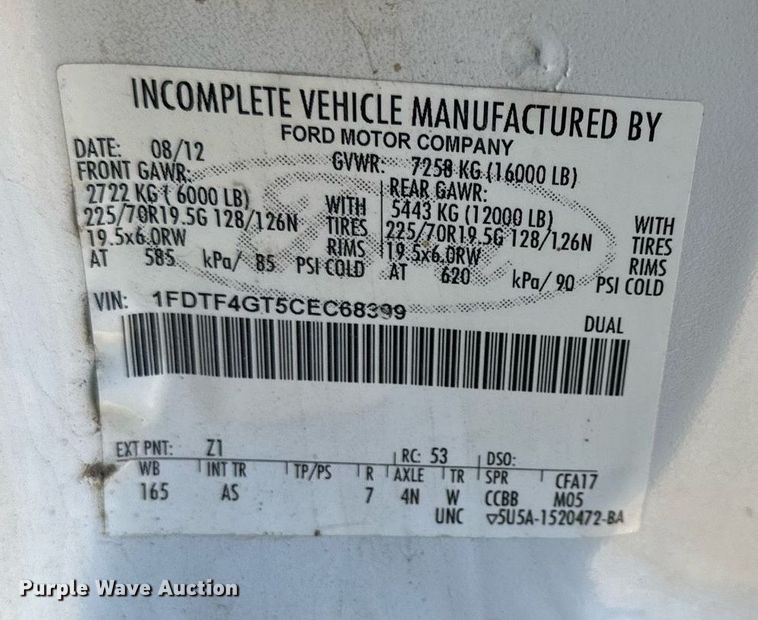 INCOMPLETE VEHICLE MANUFACTURED BY
FORD MOTOR COMPANY
DATE: 08/12 GVWR: 7258 KG (16000 LB)
FRONT GAWR: REAR GAWR:
2722 KG ( 6000 LB) WITH 5443 KG (12000 LB) WITH
225/70R19.5G 128/126N TIRES 225/70R19.5G 128/126N TIRES
19.5x6.0RW RIMS 19.5x6.0RW RIMS
AT 585 kPa/ 85 PSI COLD AT 620 kPa/ 90 PSI COLD
VIN: 1FDTF4GT5CEC68399
DUAL
EXT PNT: Z1 RC: 53 DSO:
WB INT TR TP/PS R AXLE TR SPR CFA17
165 AS 7 4N W CCBB M05
UNC ▽5U5A-1520472-BA
Purple Wave Auction